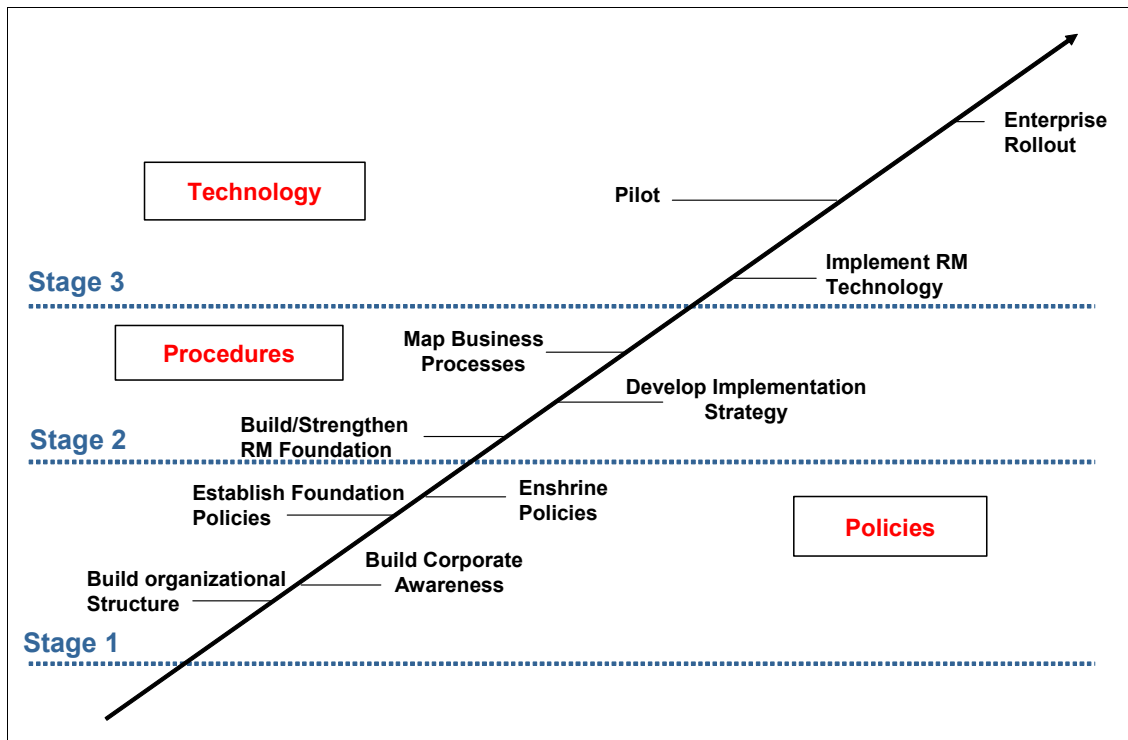 Enterprise
Rollout
Technology
Pilot
Implement RM
Technology
Stage 3
Procedures
Map Business
Processes
Develop Implementation
Strategy
Build/Strengthen
RM Foundation
Stage 2
Establish Foundation
Policies
Enshrine
Policies
Policies
Build Corporate
Awareness
Build organizational
Structure
Stage 1